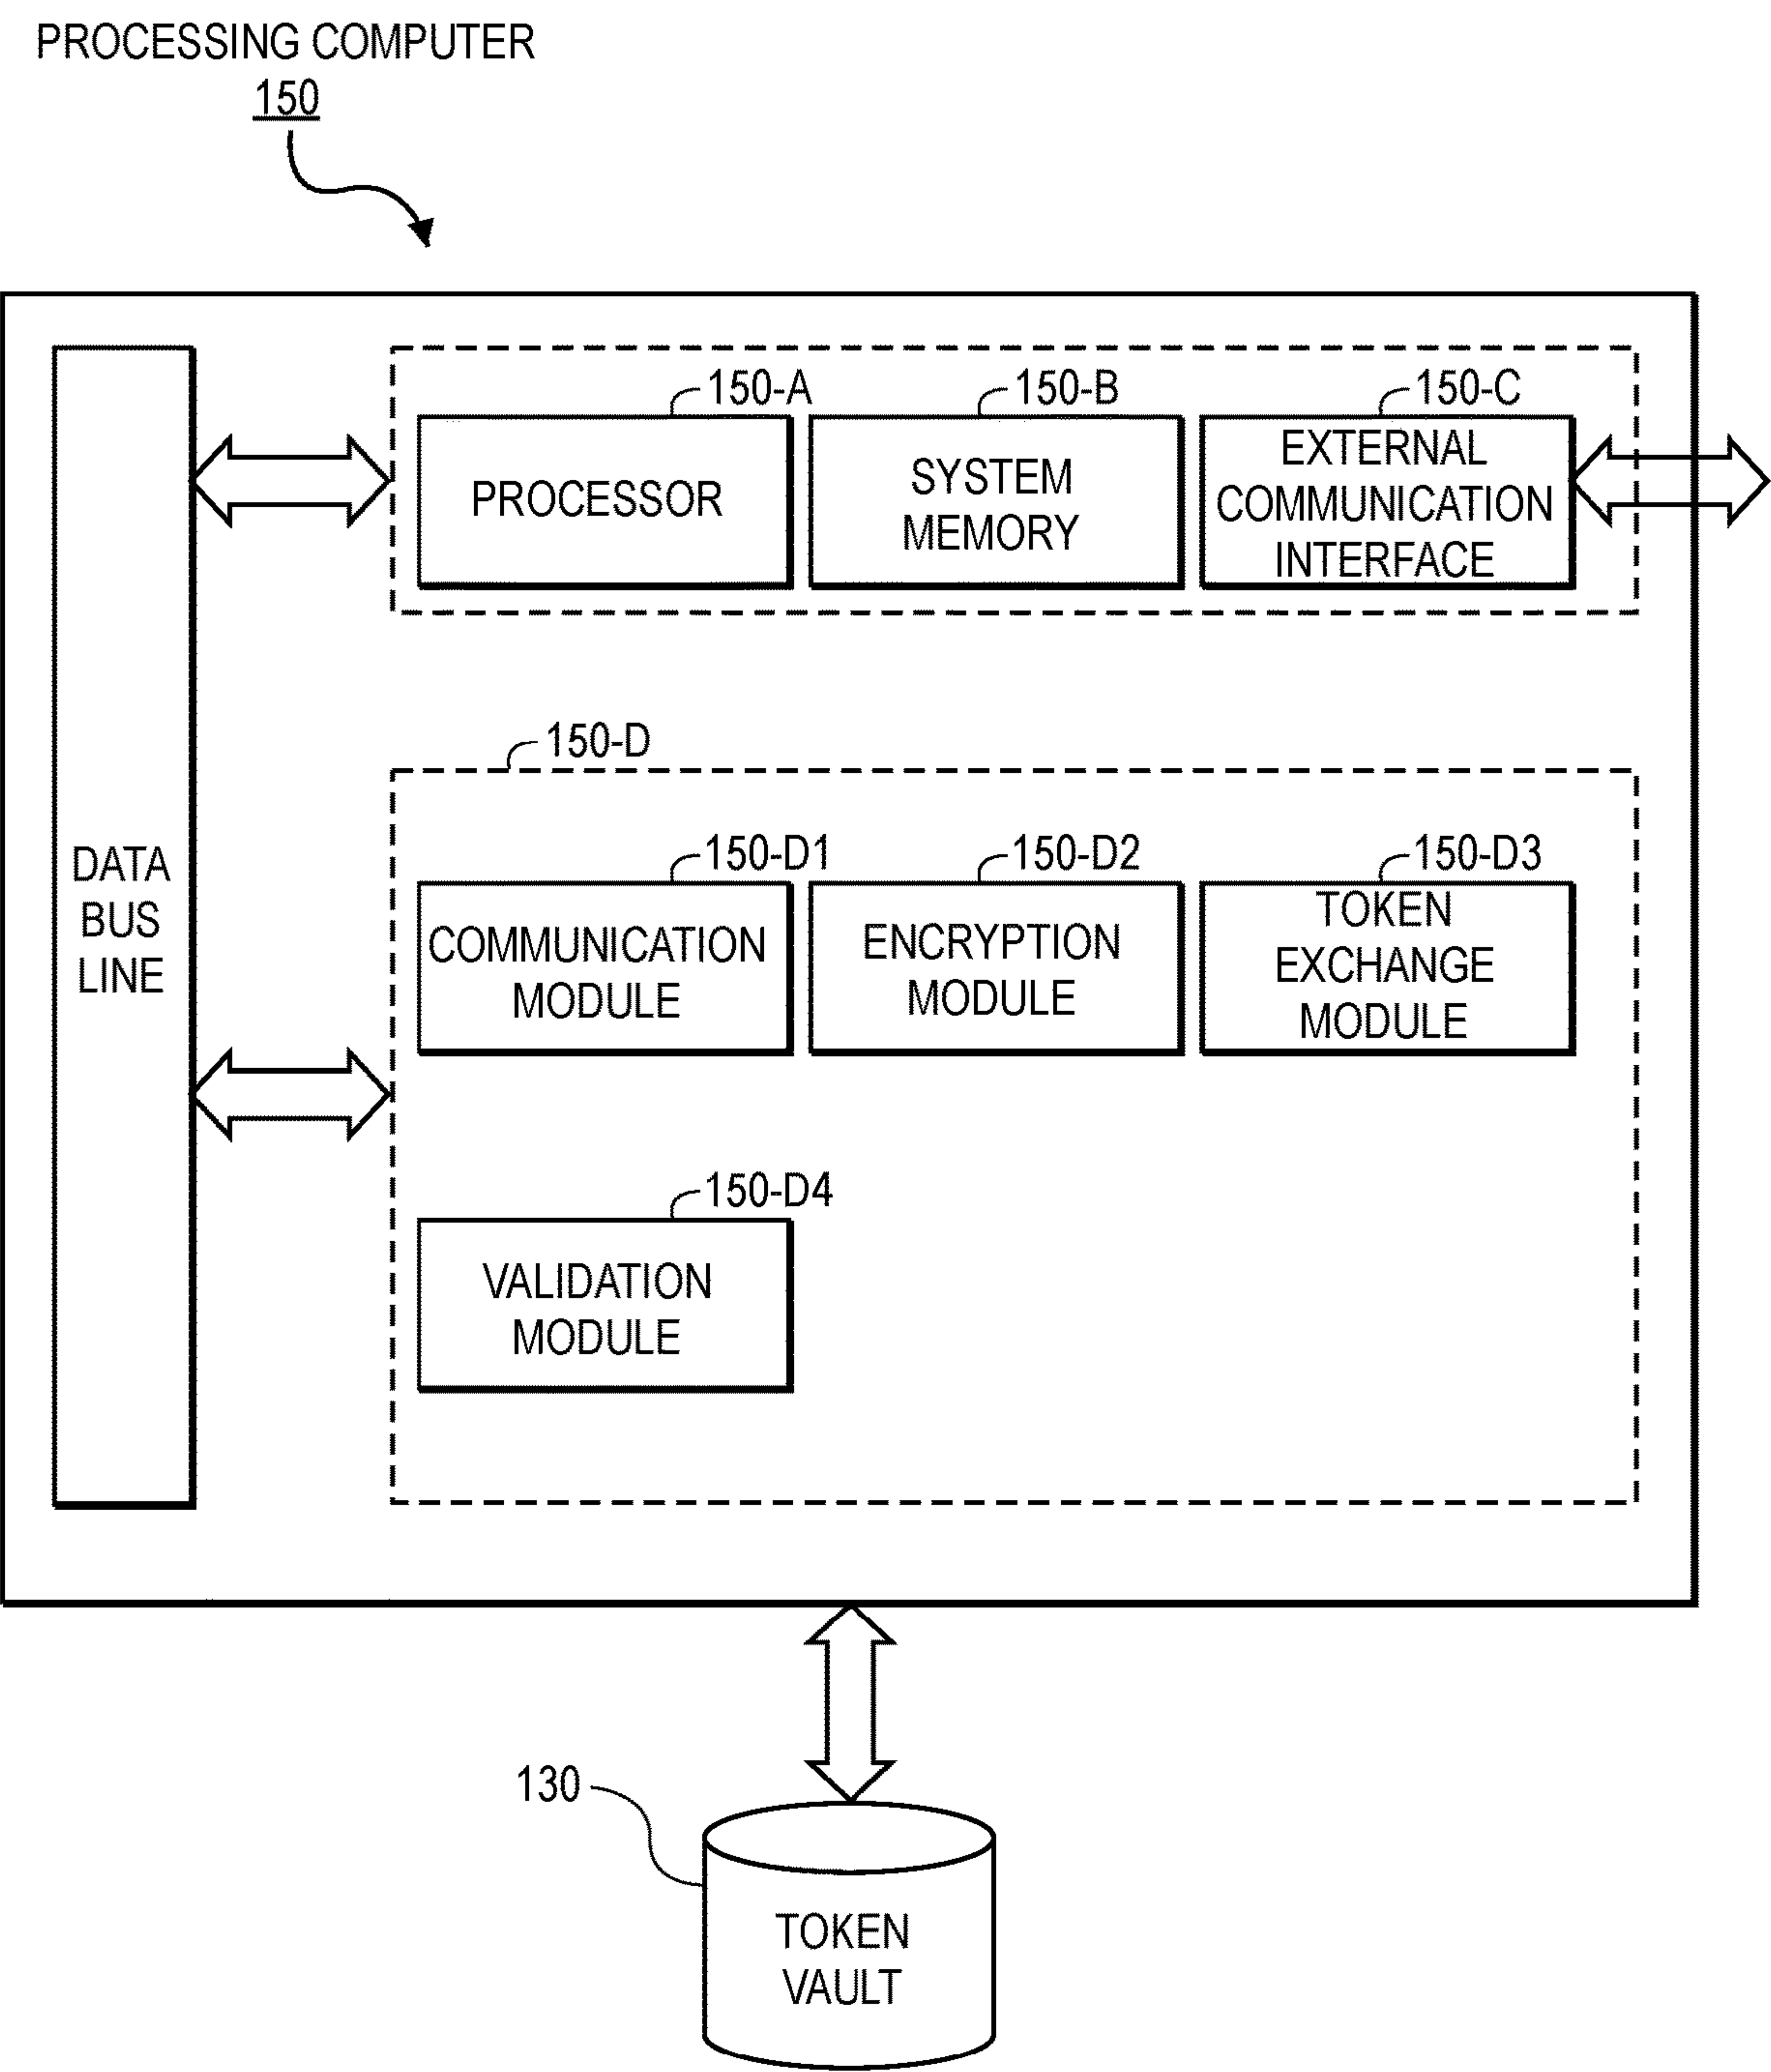 PROCESSING COMPUTER
150
150-A
150-B
150-C
PROCESSOR
SYSTEM
MEMORY
EXTERNAL
COMMUNICATION
INTERFACE
DATA
BUS
LINE
150-D
150-D1
150-D2
150-D3
COMMUNICATION
MODULE
ENCRYPTION
MODULE
TOKEN
EXCHANGE
MODULE
150-D4
VALIDATION
MODULE
130
TOKEN
VAULT